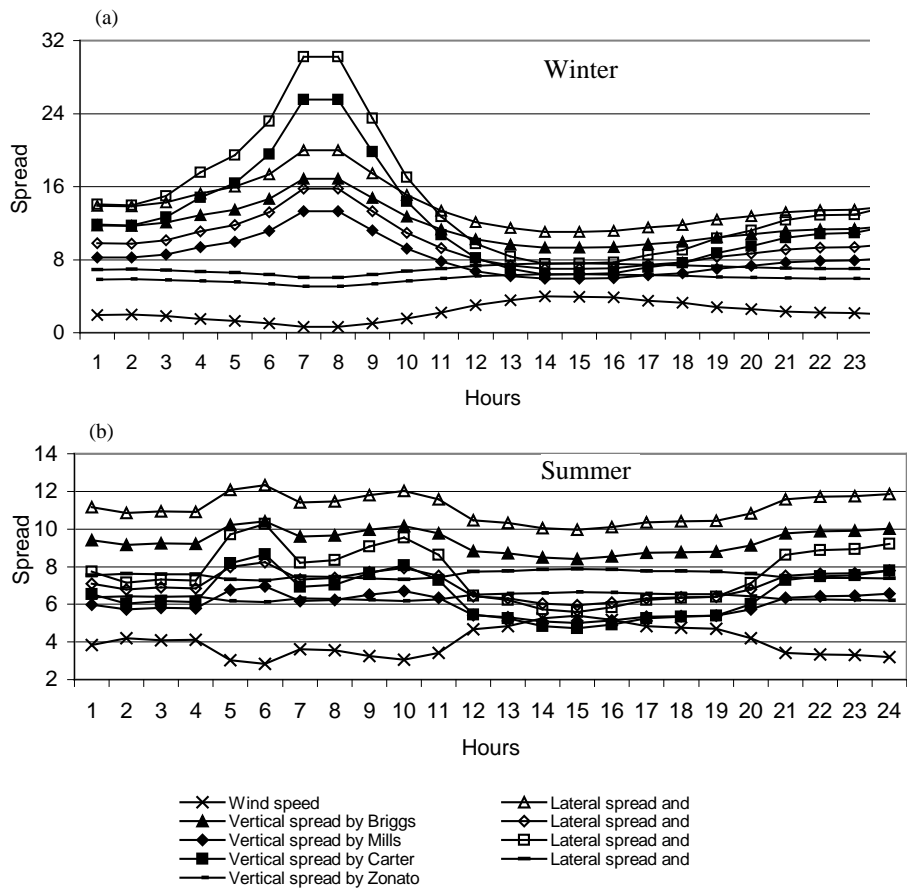 (a)
Winter
32
24
16
8
0
Spread
1 2 3 4 5 6 7 8 9 10 11 12 13 14 15 16 17 18 19 20 21 22 23
Hours
(b)
Summer
14
12
10
8
6
4
2
Spread
1 2 3 4 5 6 7 8 9 10 11 12 13 14 15 16 17 18 19 20 21 22 23 24
Hours
Wind speed
Vertical spread by Briggs
Vertical spread by Mills
Vertical spread by Carter
Vertical spread by Zonato
Lateral spread and
Lateral spread and
Lateral spread and
Lateral spread and